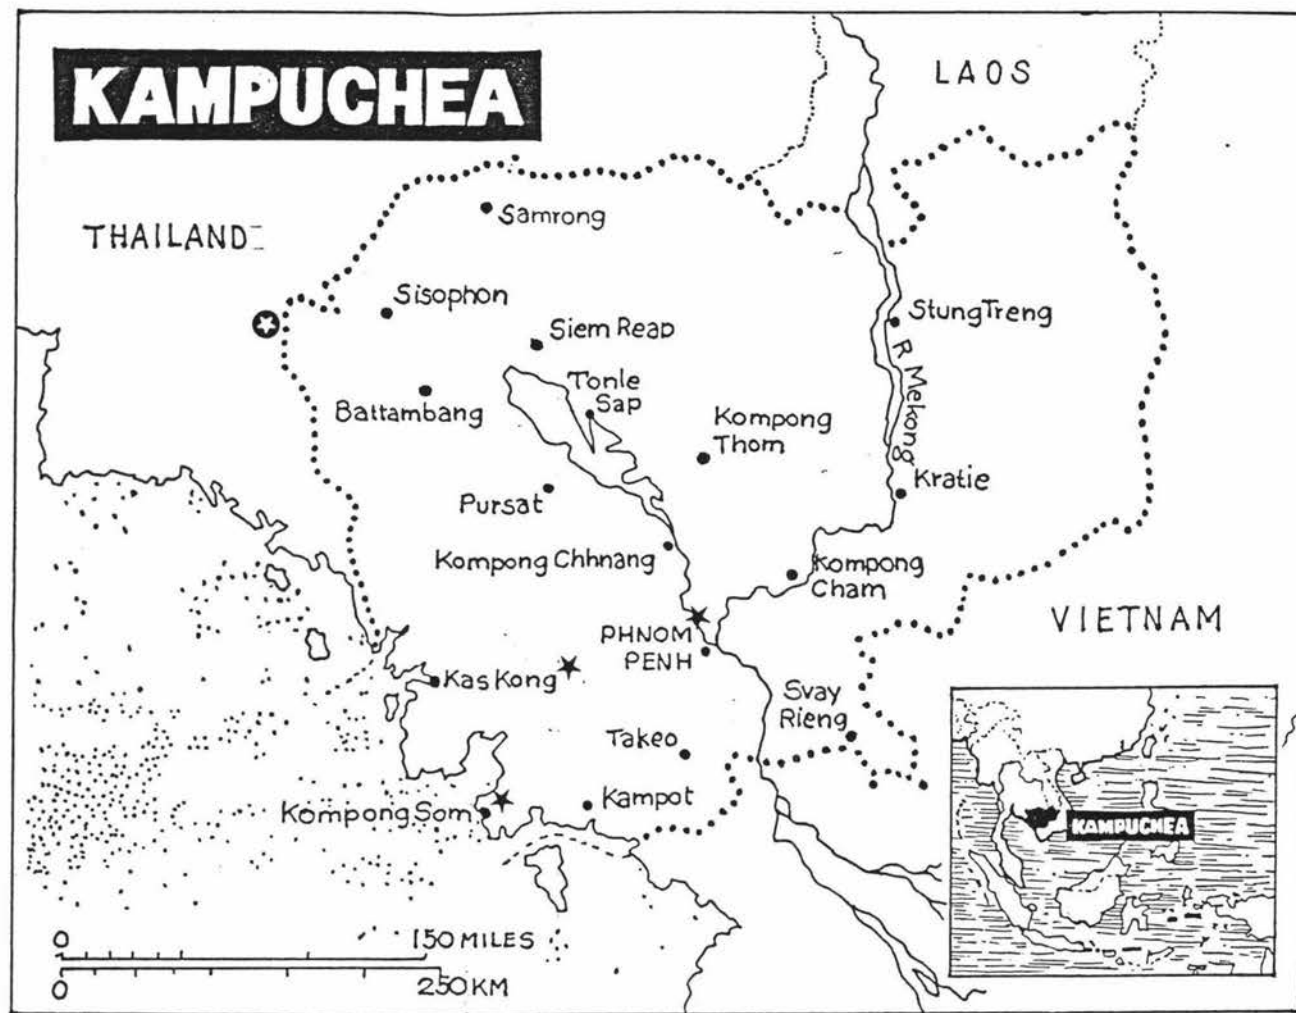 KAMPUCHEA
LAOS
THAILAND
Samrong
Sisophon
Siem Reap
Stung Treng
R Mekong
Tonle
Sap
Battambang
Kompong
Thom
Kratie
Pursat
Kompong Chhnang
Kompong
Cham
VIETNAM
PHNOM
PENH
Kas Kong
Svay
Rieng
Takeo
Kompong Som
Kampot
KAMPUCHEA
0
150 MILES
0
250 KM